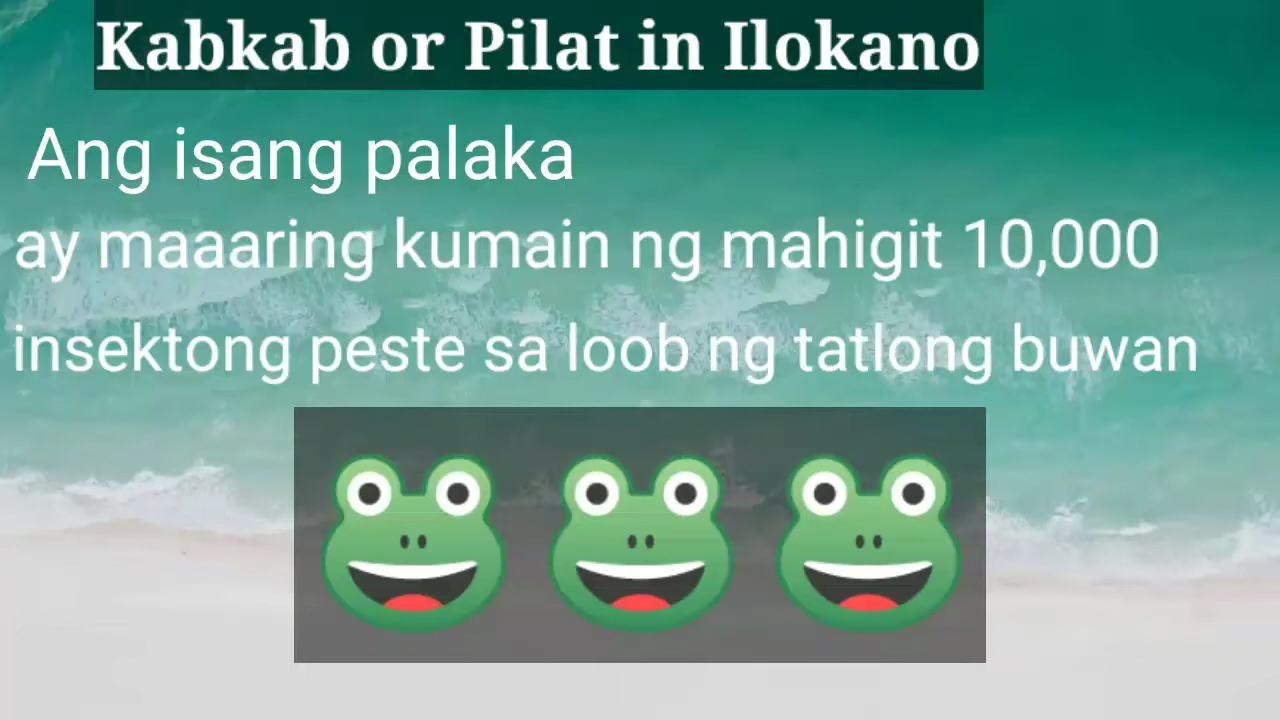 Kabkab or Pilat in Ilokano
Ang isang palaka
ay maaaring kumain ng mahigit 10,000
insektong peste sa loob ng tatlong buwan